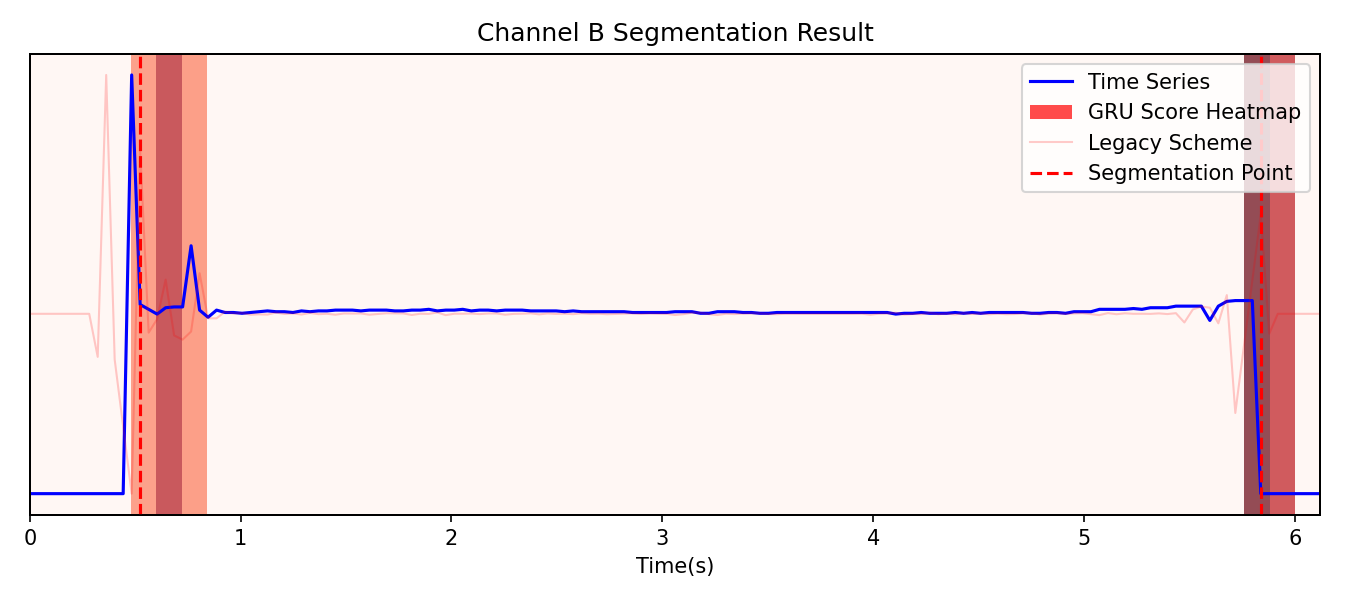 Channel B Segmentation Result
Time Series
GRU Score Heatmap
Legacy Scheme
Segmentation Point
0 1 2 3 4 5 6
Time(s)